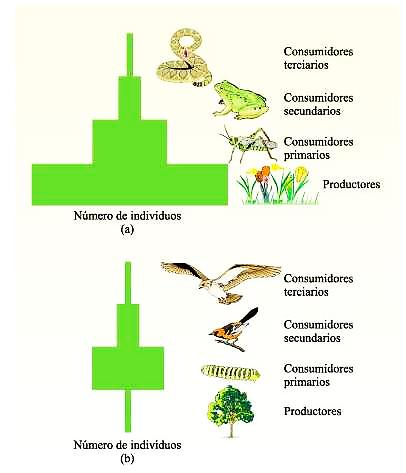 Consumidores
terciarios
Consumidores
secundarios
Consumidores
primarios
Productores
Número de individuos
(a)
Consumidores
terciarios
Consumidores
secundarios
Consumidores
primarios
Productores
Número de individuos
(b)